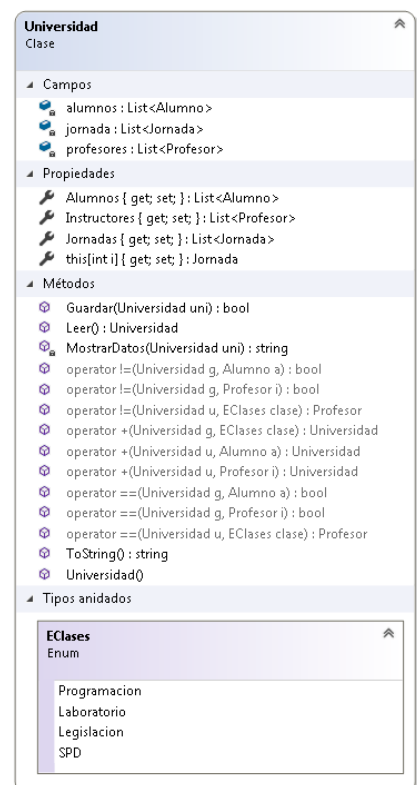 Universidad
Clase
Campos
alumnos : List<Alumno>
jornada : List<Jornada>
profesores : List<Profesor>
Propiedades
Alumnos { get; set; } : List<Alumno>
Instructores { get; set; } : List<Profesor>
Jornadas { get; set; } : List<Jornada>
this[int i] { get; set; } : Jornada
Métodos
Guardar(Universidad uni) : bool
Leer() : Universidad
MostrarDatos(Universidad uni) : string
operator !=(Universidad g, Alumno a) : bool
operator !=(Universidad g, Profesor i) : bool
operator !=(Universidad u, EClases clase) : Profesor
operator +(Universidad g, EClases clase) : Universidad
operator +(Universidad u, Alumno a) : Universidad
operator +(Universidad u, Profesor i) : Universidad
operator ==(Universidad g, Alumno a) : bool
operator ==(Universidad g, Profesor i) : bool
operator ==(Universidad u, EClases clase) : Profesor
ToString() : string
Universidad()
Tipos anidados
EClases
Enum
Programacion
Laboratorio
Legislacion
SPD